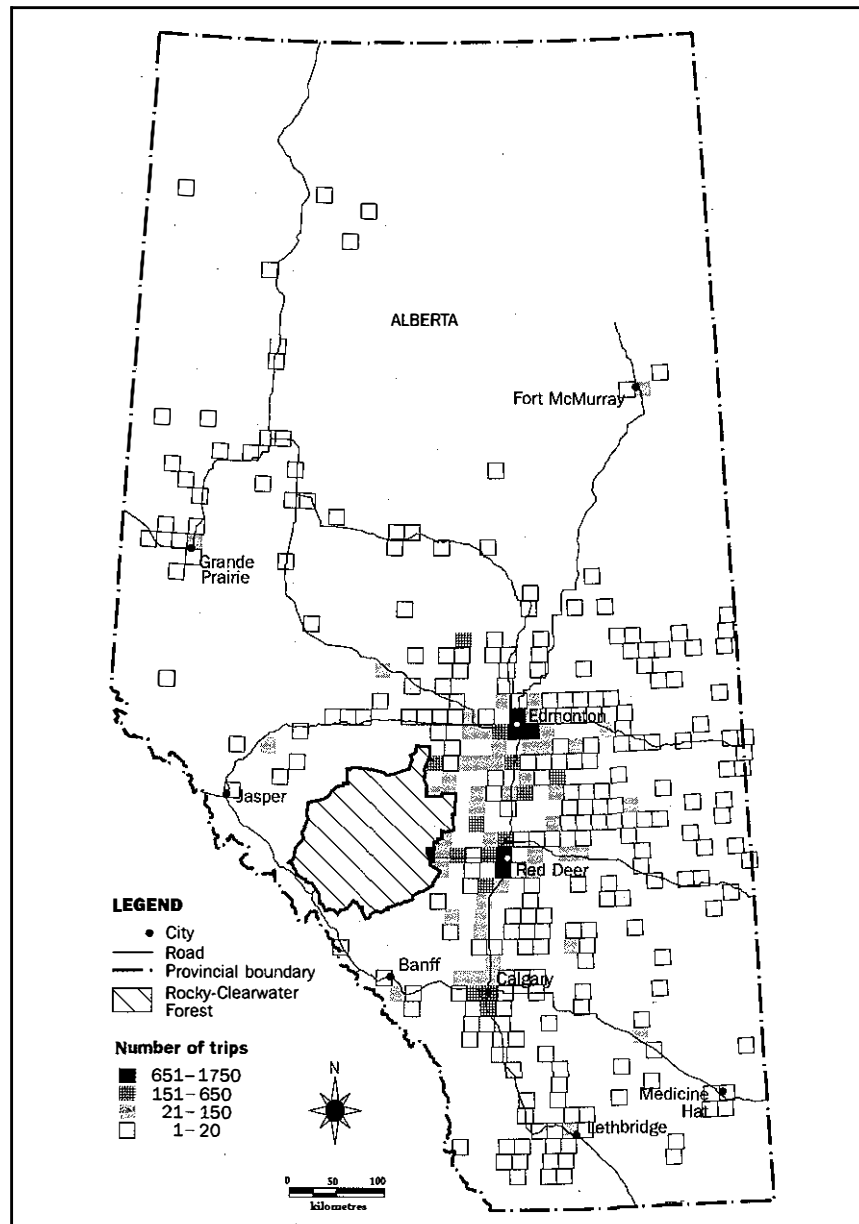 ALBERTA
Fort McMurray
Grande
Prairie
Edmonton
Jasper
Red Deer
LEGEND
City
Road
Provincial boundary
Rocky-Clearwater
Forest
Banff
Calgary
Number of trips
651–1750
151–650
21–150
1–20
N
Medicine
Hat
Lethbridge
0 50 100
kilometres